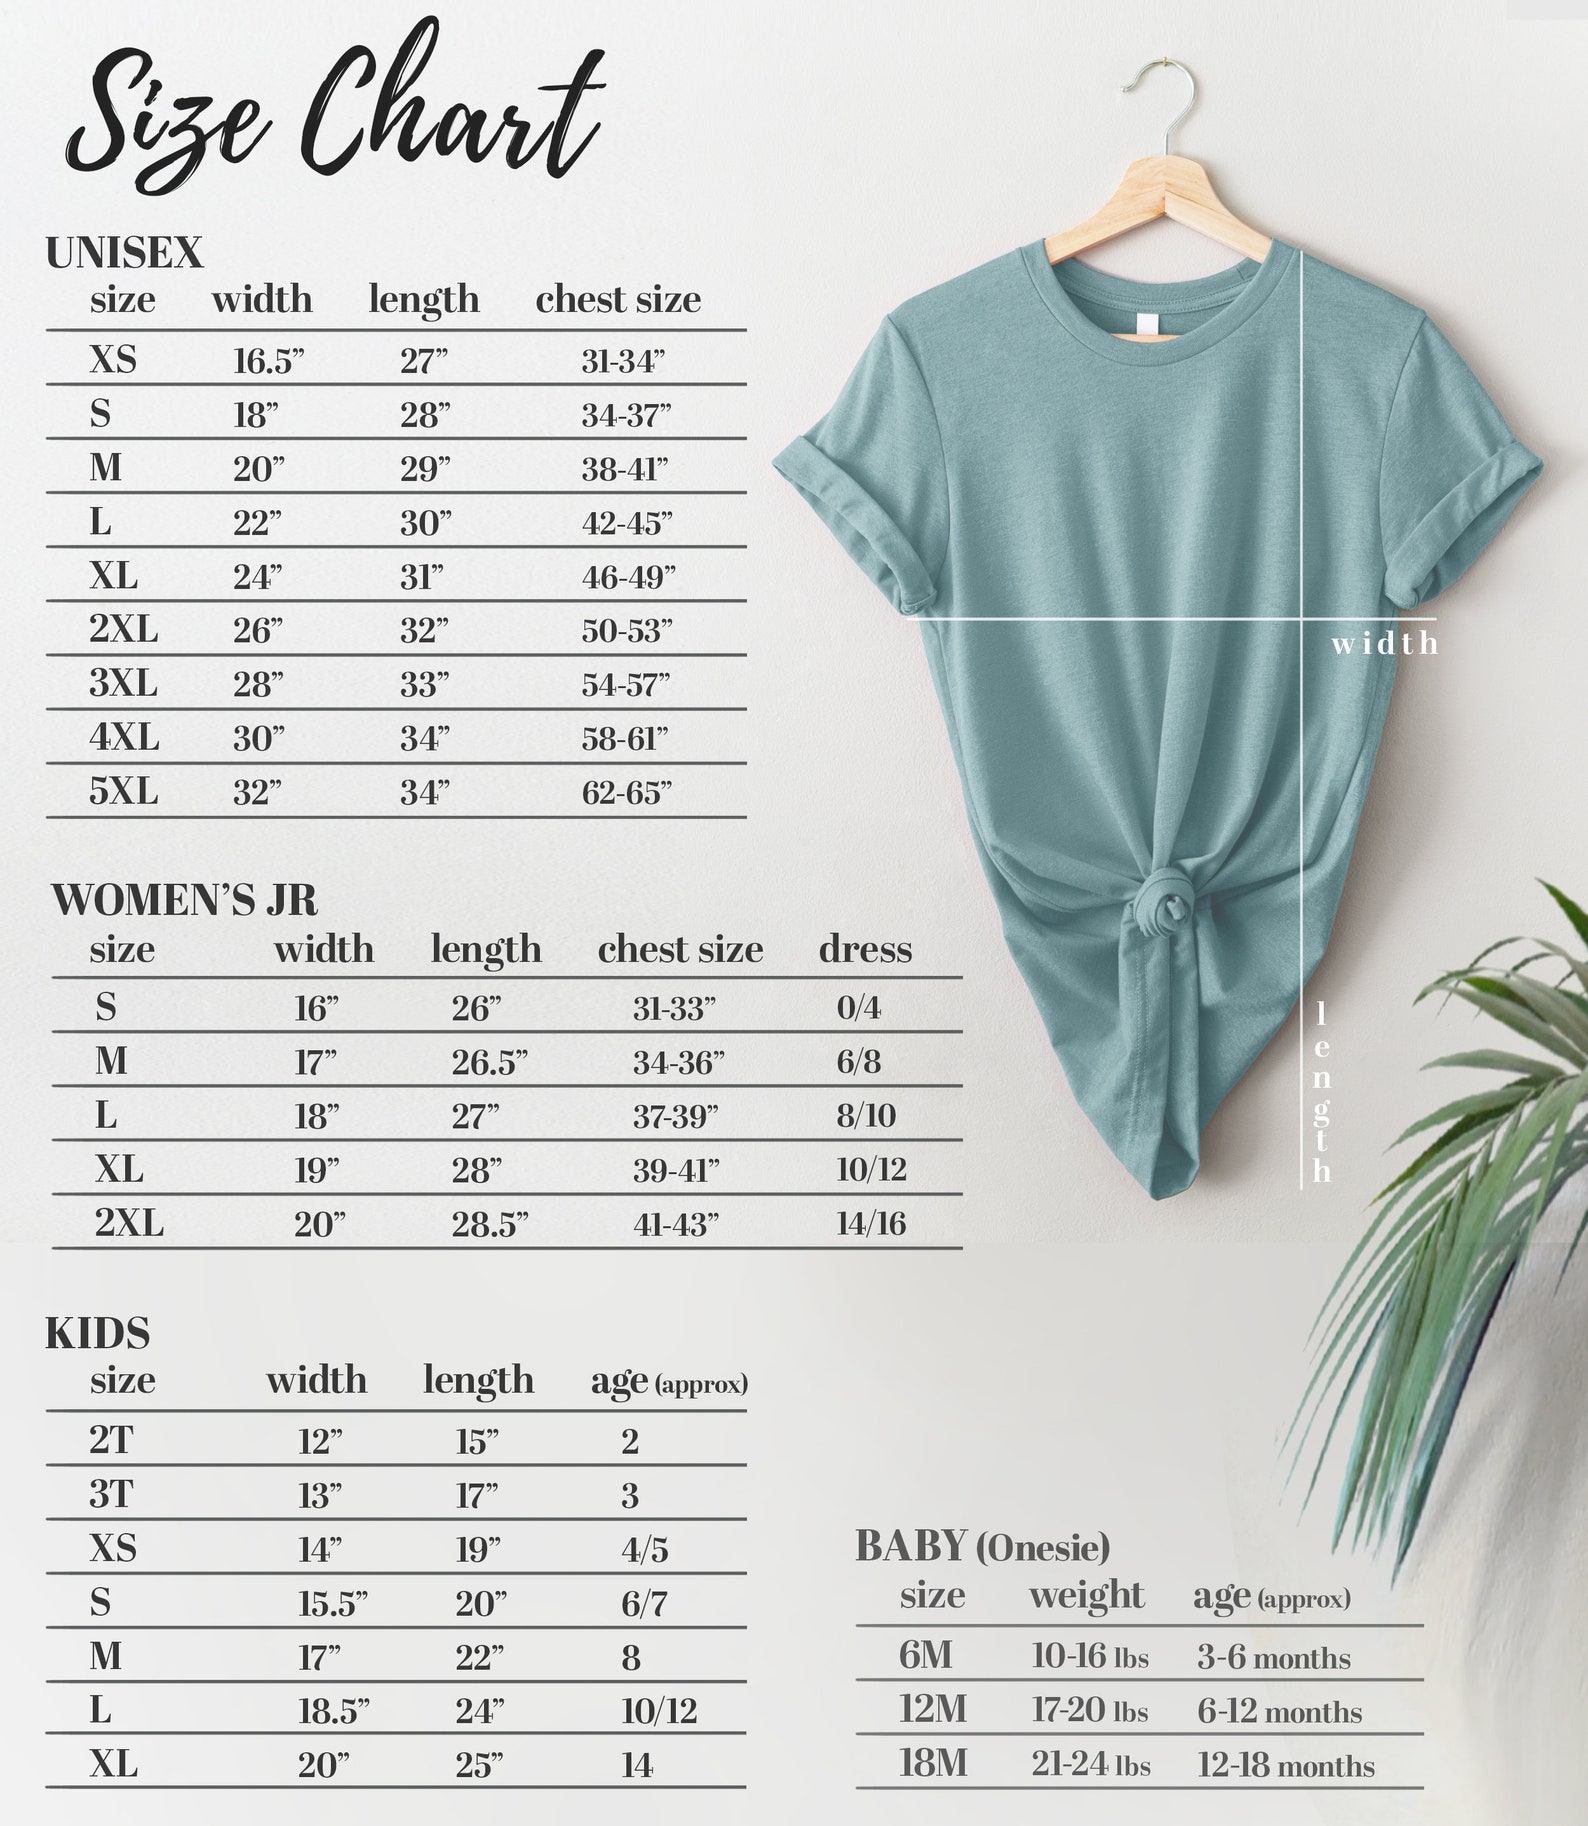 Size Chart
UNISEX
size width length chest size
XS 16.5” 27” 31-34”
S 18” 28” 34-37”
M 20” 29” 38-41”
L 22” 30” 42-45”
XL 24” 31” 46-49”
2XL 26” 32” 50-53”
3XL 28” 33” 54-57”
4XL 30” 34” 58-61”
5XL 32” 34” 62-65”
width
length
WOMEN’S JR
size width length chest size dress
S 16” 26” 31-33” 0/4
M 17” 26.5” 34-36” 6/8
L 18” 27” 37-39” 8/10
XL 19” 28” 39-41” 10/12
2XL 20” 28.5” 41-43” 14/16
KIDS
size width length age (approx)
2T 12” 15” 2
3T 13” 17” 3
XS 14” 19” 4/5
S 15.5” 20” 6/7
M 17” 22” 8
L 18.5” 24” 10/12
XL 20” 25” 14
BABY (Onesie)
size weight age (approx)
6M 10-16 lbs 3-6 months
12M 17-20 lbs 6-12 months
18M 21-24 lbs 12-18 months